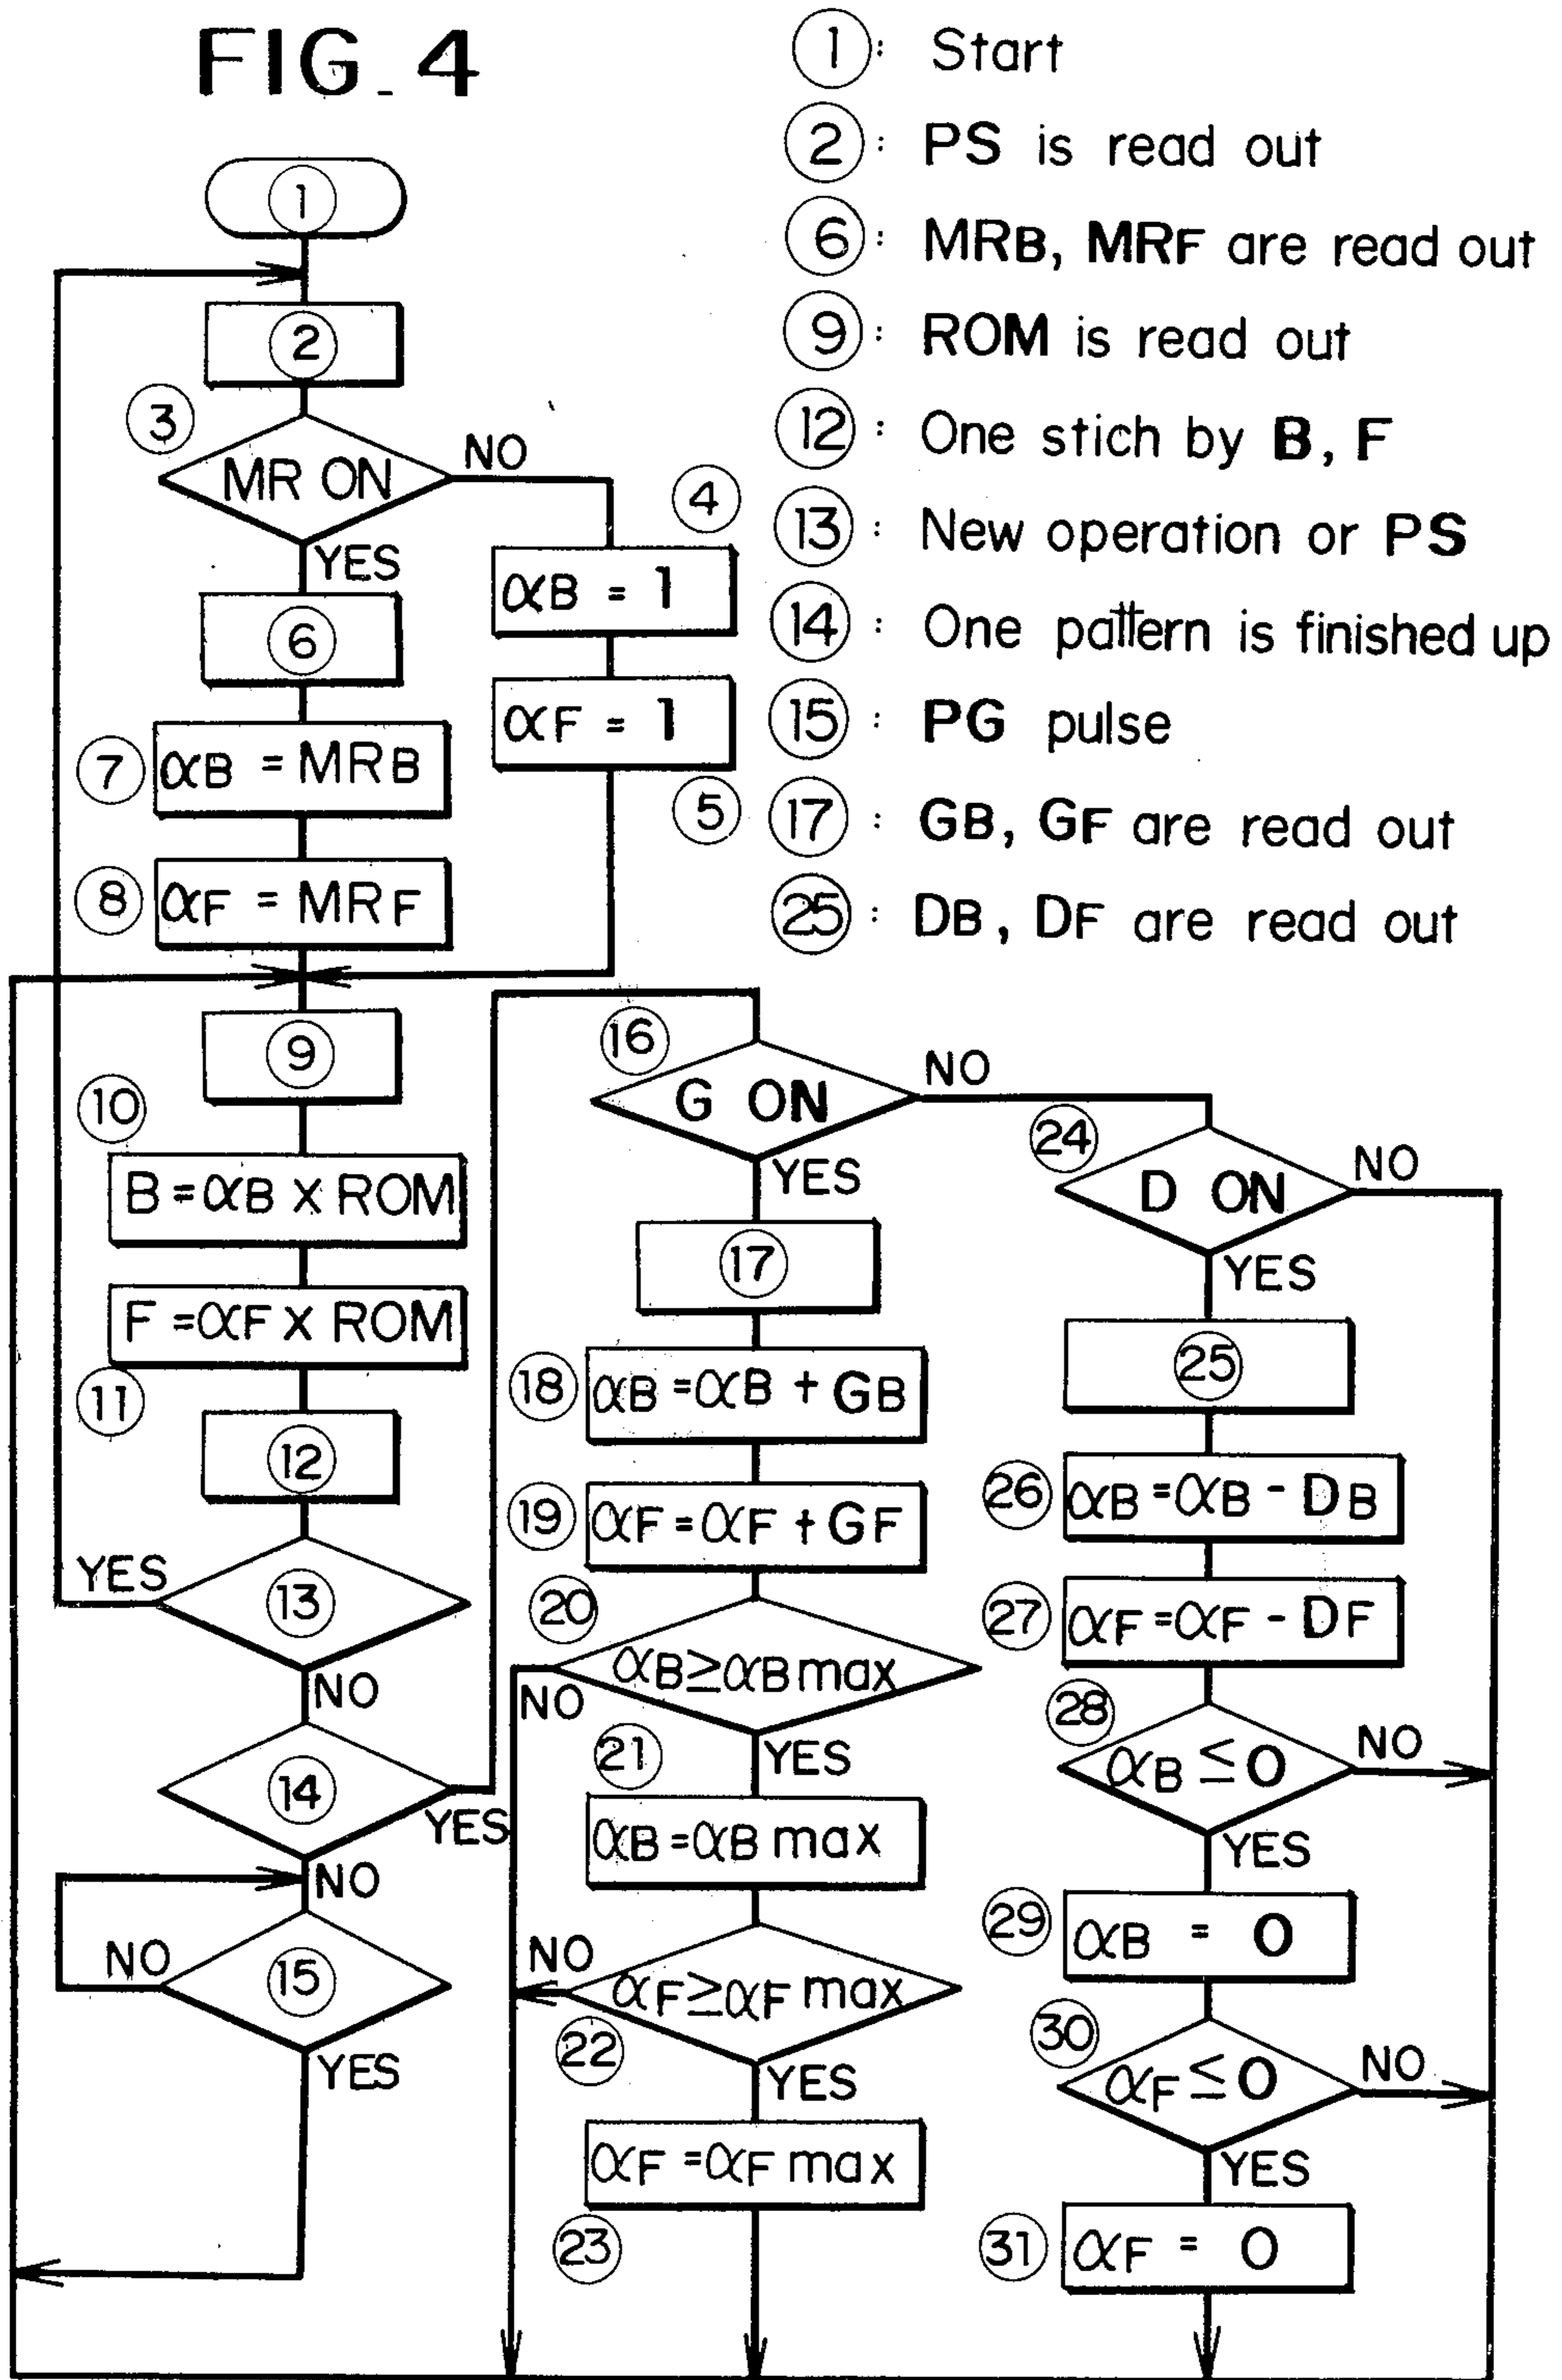 FIG. 4
1 : Start
2 : PS is read out
6 : MRB, MRF are read out
9 : ROM is read out
12 : One stich by B, F
13 : New operation or PS
14 : One pattern is finished up
15 : PG pulse
17 : GB, GF are read out
25 : DB, DF are read out
1
2
3
MR ON
NO
YES
4
αB = 1
αF = 1
5
6
7
αB = MRB
8
αF = MRF
9
10
B = αB X ROM
F = αF X ROM
11
12
13
YES
NO
14
YES
NO
15
NO
YES
16
G ON
NO
YES
17
18
αB = αB + GB
19
αF = αF + GF
20
αB ≥ αB max
NO
YES
21
αB = αB max
NO
αF ≥ αF max
22
YES
αF = αF max
23
24
D ON
NO
YES
25
26
αB = αB - DB
27
αF = αF - DF
28
αB ≤ 0
NO
YES
29
αB = 0
30
αF ≤ 0
NO
YES
31
αF = 0